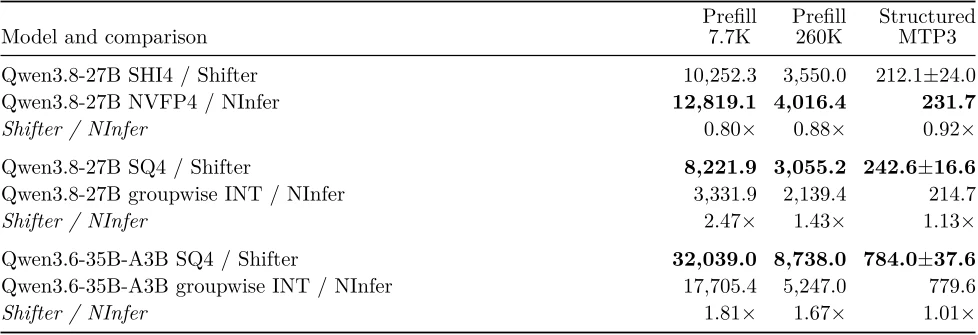 Model and comparison Prefill 7.7K Prefill 260K Structured MTP3
Qwen3.8-27B SHI4 / Shifter 10,252.3 3,550.0 212.1±24.0
Qwen3.8-27B NVFP4 / NInfer 12,819.1 4,016.4 231.7
Shifter / NInfer 0.80× 0.88× 0.92×
Qwen3.8-27B SQ4 / Shifter 8,221.9 3,055.2 242.6±16.6
Qwen3.8-27B groupwise INT / NInfer 3,331.9 2,139.4 214.7
Shifter / NInfer 2.47× 1.43× 1.13×
Qwen3.6-35B-A3B SQ4 / Shifter 32,039.0 8,738.0 784.0±37.6
Qwen3.6-35B-A3B groupwise INT / NInfer 17,705.4 5,247.0 779.6
Shifter / NInfer 1.81× 1.67× 1.01×